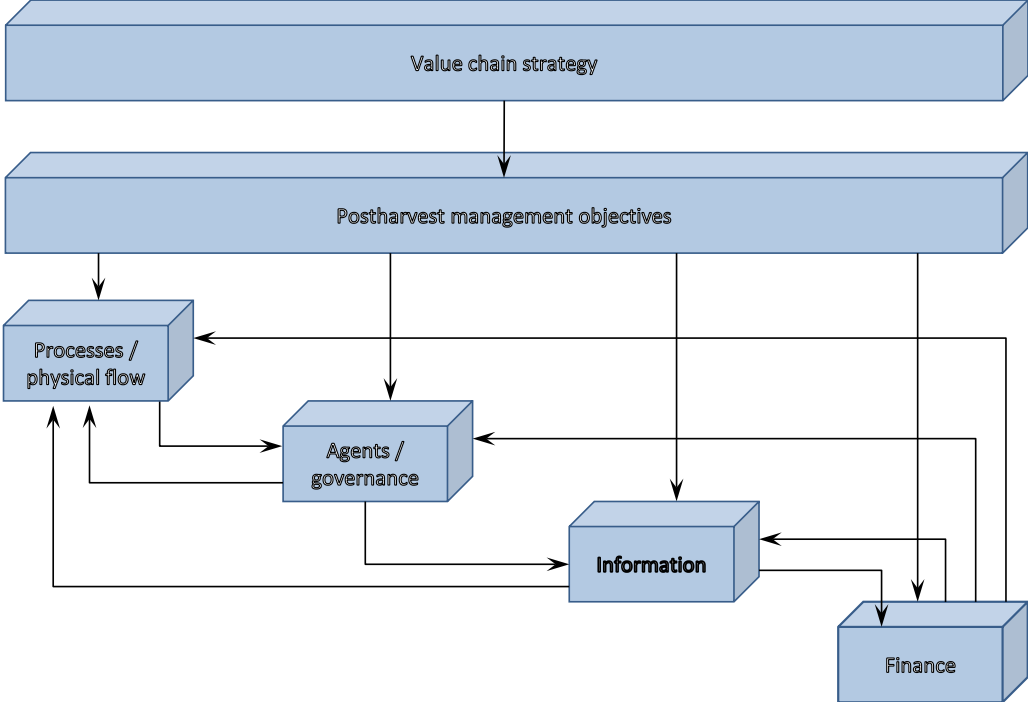 Value chain strategy
Postharvest management objectives
Processes /
physical flow
Agents /
governance
Information
Finance